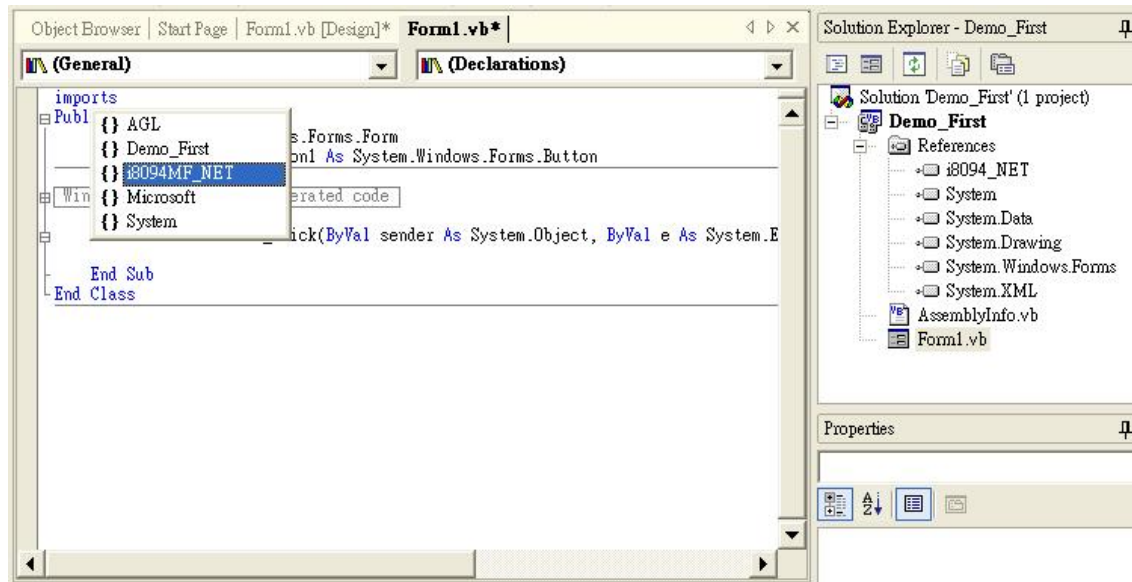 Object Browser | Start Page | Form1.vb [Design]* Form1.vb*
(General) (Declarations)
imports
Publ
{} AGL
s.Forms.Form
{} Demo_First
on1 As System.Windows.Forms.Button
{} i8094MF_NET
Win erated code
{} Microsoft
{} System
_ ick(ByVal sender As System.Object, ByVal e As System.E
End Sub
End Class
Solution Explorer - Demo_First
Solution 'Demo_First' (1 project)
Demo_First
References
i8094_NET
System
System.Data
System.Drawing
System.Windows.Forms
System.XML
AssemblyInfo.vb
Form1.vb
Properties